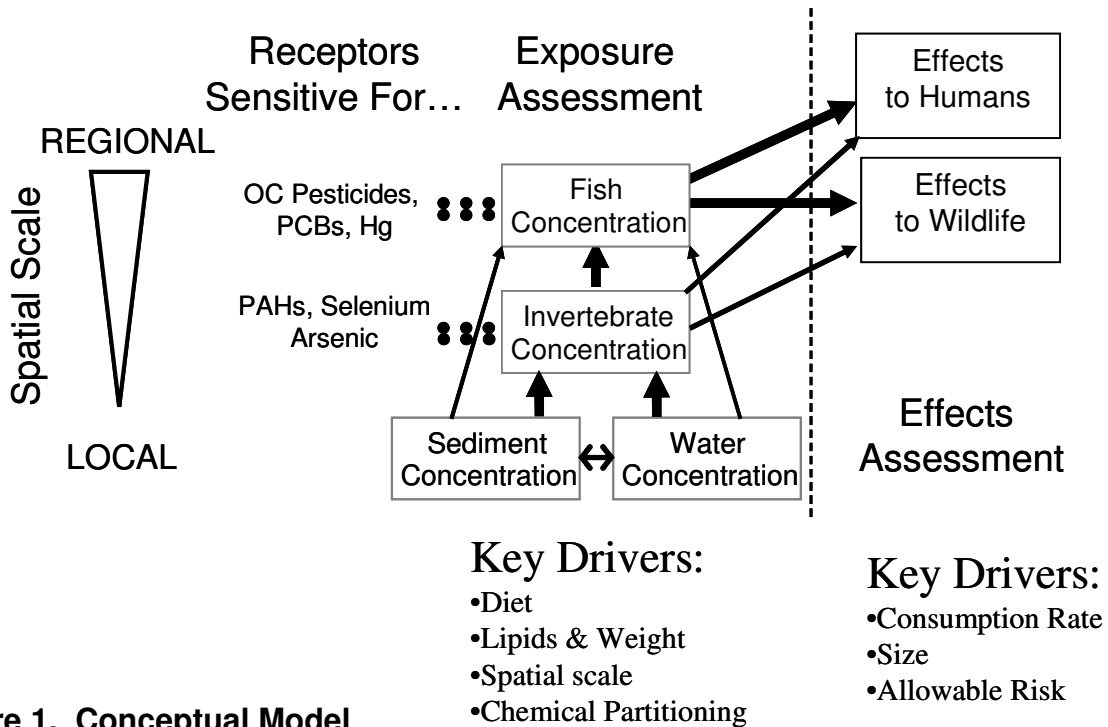 Receptors
Sensitive For…
Exposure
Assessment
Effects
to Humans
REGIONAL
Spatial Scale
OC Pesticides,
PCBs, Hg
Fish
Concentration
Effects
to Wildlife
PAHs, Selenium
Arsenic
Invertebrate
Concentration
LOCAL
Sediment
Concentration
Water
Concentration
Effects
Assessment
Key Drivers:
•Diet
•Lipids & Weight
•Spatial scale
•Chemical Partitioning
Key Drivers:
•Consumption Rate
•Size
•Allowable Risk
re 1. Conceptual Model